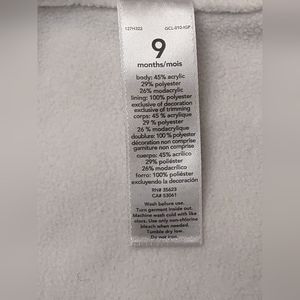 127H303 GCL-010-IGP
9
months/mois
body: 45% acrylic
29% polyester
26% modacrylic
lining: 100% polyester
exclusive of decoration
exclusive of trimming
corps: 45 % acrylique
29 % polyester
26 % modacrylique
doublure: 100 % polyester
décoration non comprise
garniture non comprise
cuerpo: 45% acrílico
29% poliéster
26% modacrílico
forro: 100% poliéster
excluyendo la decoración
RN# 35623
CA# 53061
Wash before use.
Turn garment inside out.
Machine wash cold with like
colors. Use only non-chlorine
bleach when needed.
Tumble dry low.
Do not iron.